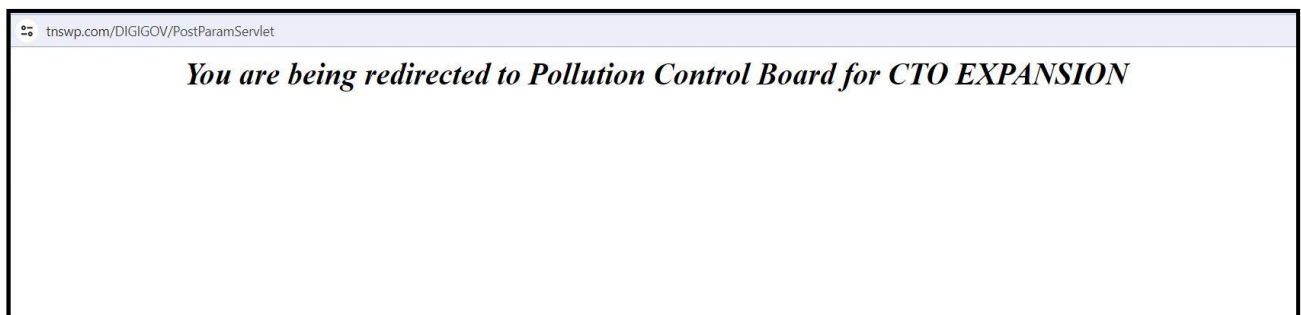 tnswp.com/DIGIGOV/PostParamServlet
You are being redirected to Pollution Control Board for CTO EXPANSION